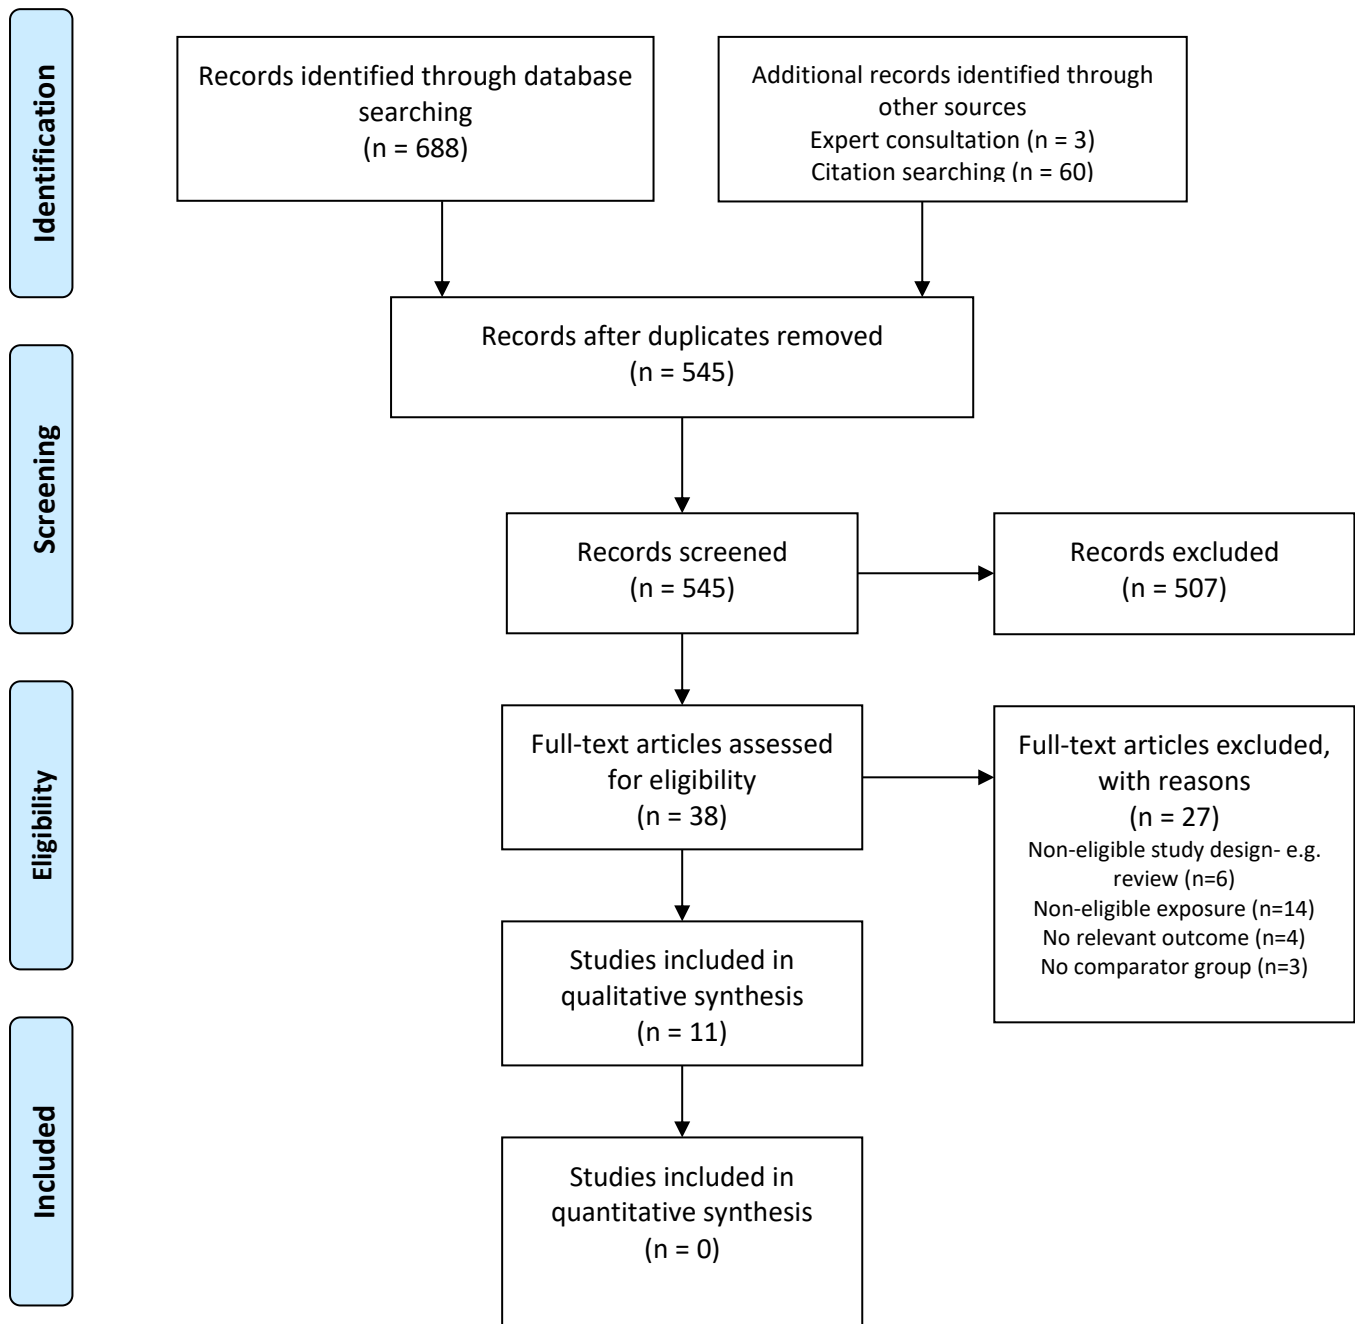 Identification
Records identified through database
searching
(n = 688)
Additional records identified through
other sources
Expert consultation (n = 3)
Citation searching (n = 60)
Records after duplicates removed
(n = 545)
Screening
Records screened
(n = 545)
Records excluded
(n = 507)
Eligibility
Full-text articles assessed
for eligibility
(n = 38)
Full-text articles excluded,
with reasons
(n = 27)
Non-eligible study design- e.g.
review (n=6)
Non-eligible exposure (n=14)
No relevant outcome (n=4)
No comparator group (n=3)
Studies included in
qualitative synthesis
(n = 11)
Included
Studies included in
quantitative synthesis
(n = 0)